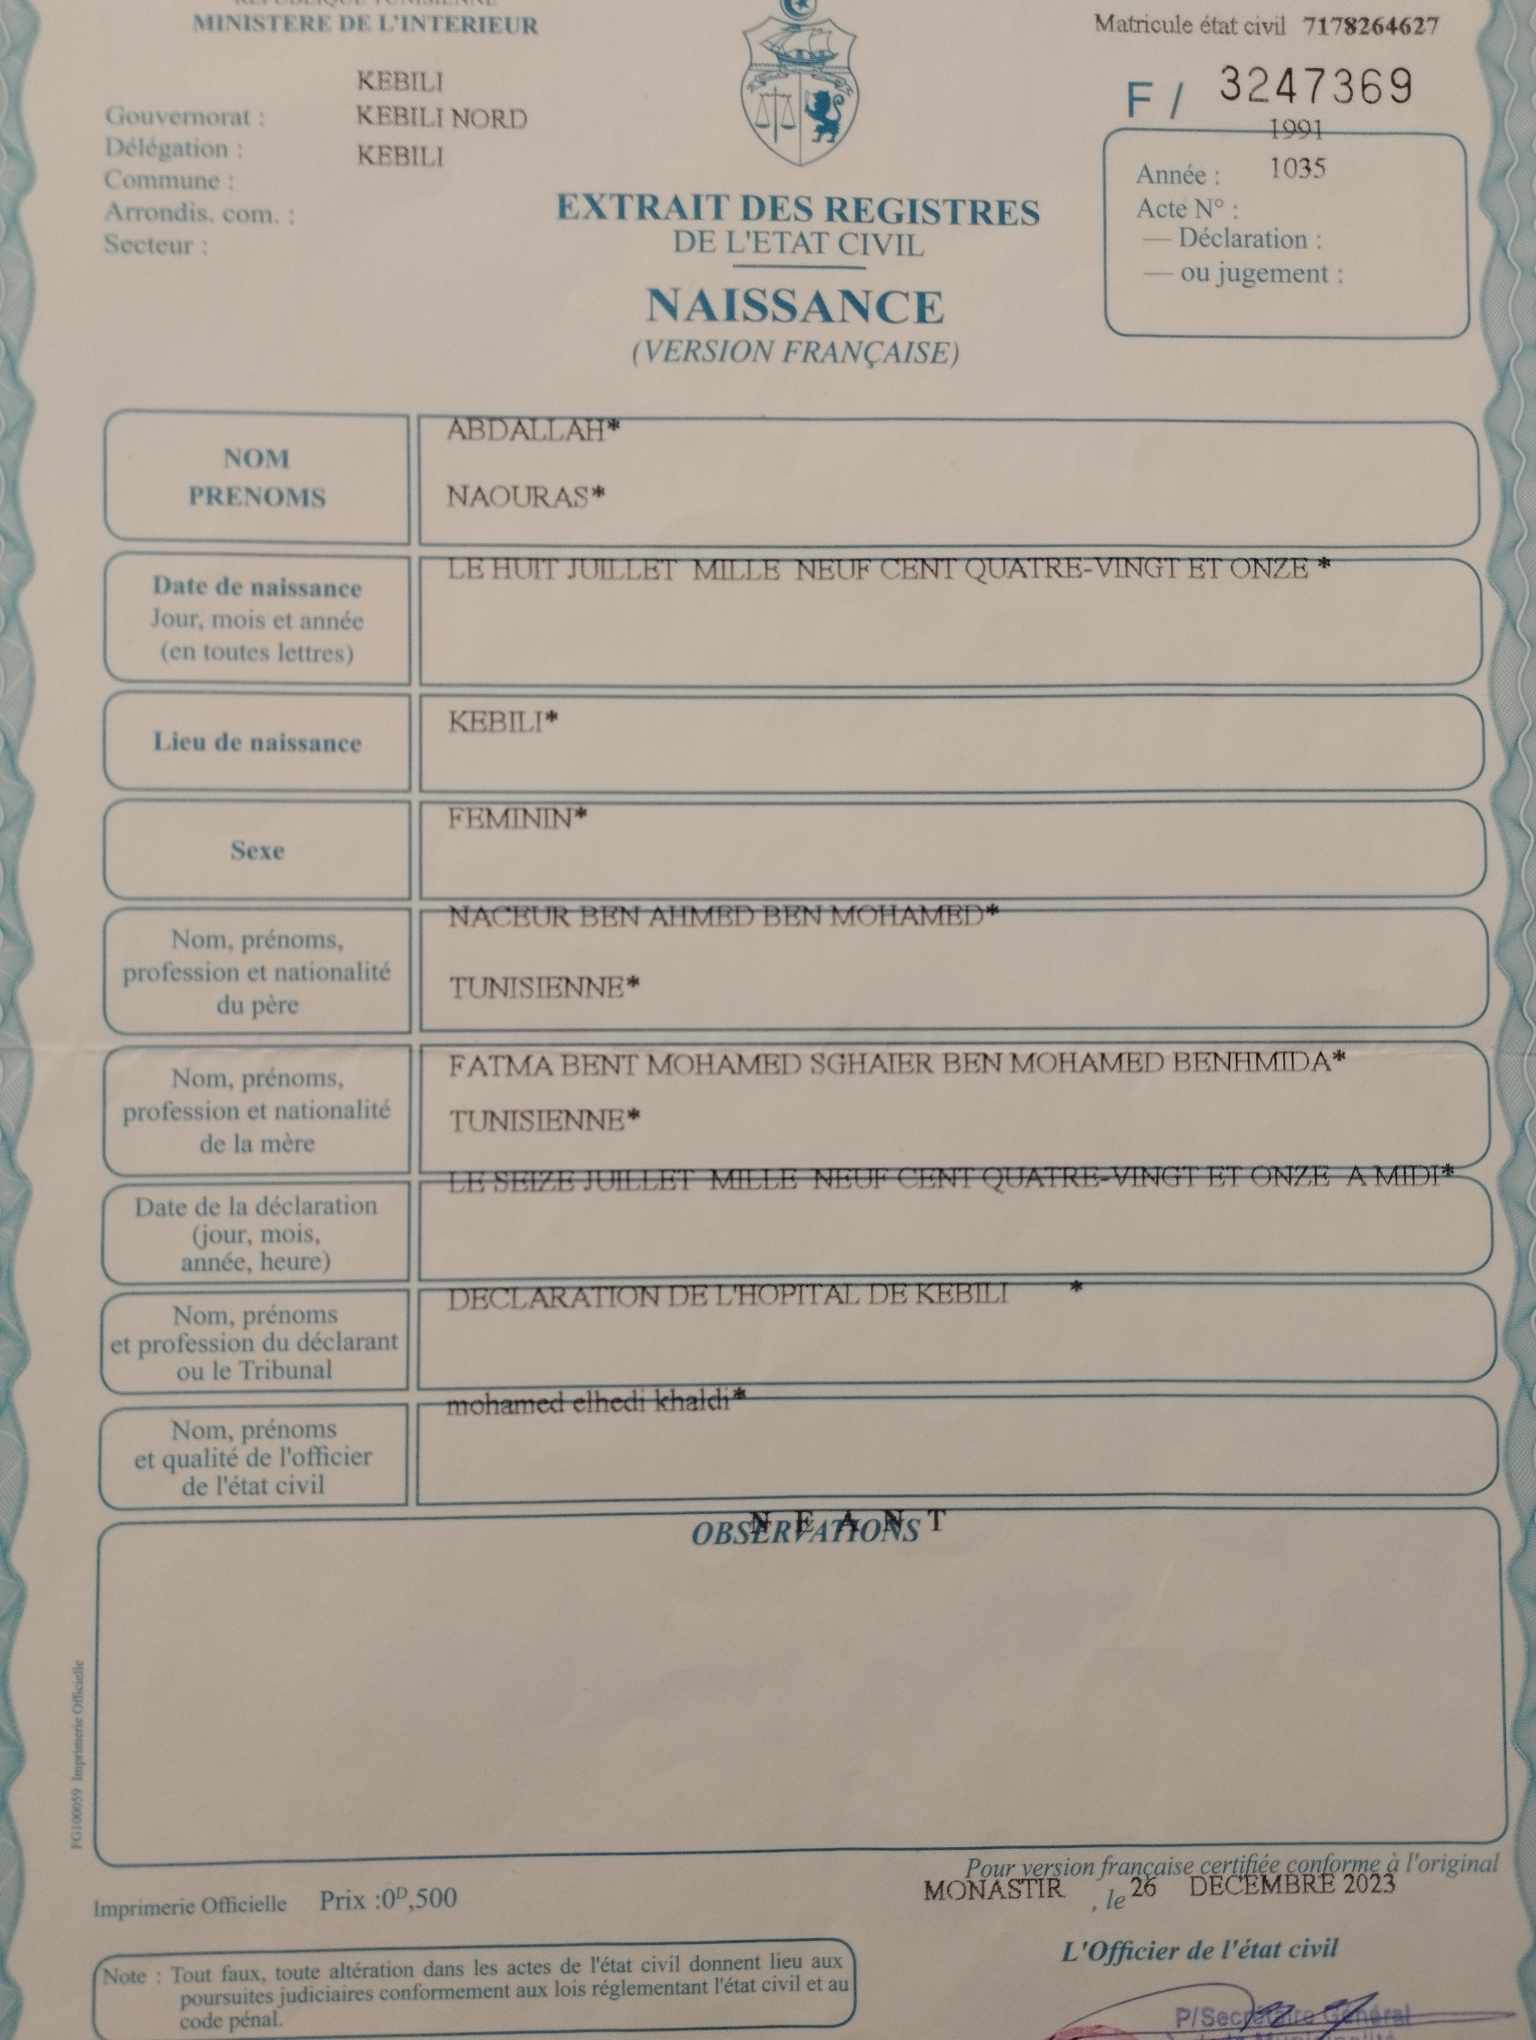 REPUBLIQUE TUNISIENNE
MINISTERE DE L'INTERIEUR
Matricule état civil 7178264627
F / 3247369
KEBILI
Gouvernorat : KEBILI NORD
Délégation : KEBILI
Commune :
Arrondis. com. :
Secteur :
1991
Année : 1035
Acte N° :
— Déclaration :
— ou jugement :
EXTRAIT DES REGISTRES
DE L'ETAT CIVIL
NAISSANCE
(VERSION FRANÇAISE)
NOM
PRENOMS
ABDALLAH*
NAOURAS*
Date de naissance
Jour, mois et année
(en toutes lettres)
LE HUIT JUILLET MILLE NEUF CENT QUATRE-VINGT ET ONZE *
Lieu de naissance
KEBILI*
Sexe
FEMININ*
Nom, prénoms,
profession et nationalité
du père
NACEUR BEN AHMED BEN MOHAMED*
TUNISIENNE*
Nom, prénoms,
profession et nationalité
de la mère
FATMA BENT MOHAMED SGHAIER BEN MOHAMED BENHMIDA*
TUNISIENNE*
Date de la déclaration
(jour, mois,
année, heure)
LE SEIZE JUILLET MILLE NEUF CENT QUATRE-VINGT ET ONZE A MIDI*
Nom, prénoms
et profession du déclarant
ou le Tribunal
DECLARATION DE L'HOPITAL DE KEBILI *
Nom, prénoms
et qualité de l'officier
de l'état civil
mohamed elhedi khaldi*
N E A N T
OBSERVATIONS
FG100059 Imprimerie Officielle
Pour version française certifiée conforme à l'original
MONASTIR , le 26 DECEMBRE 2023
Imprimerie Officielle Prix :0ᴰ,500
L'Officier de l'état civil
Note : Tout faux, toute altération dans les actes de l'état civil donnent lieu aux
poursuites judiciaires conformement aux lois réglementant l'état civil et au
code pénal.
P/Secrétaire Général